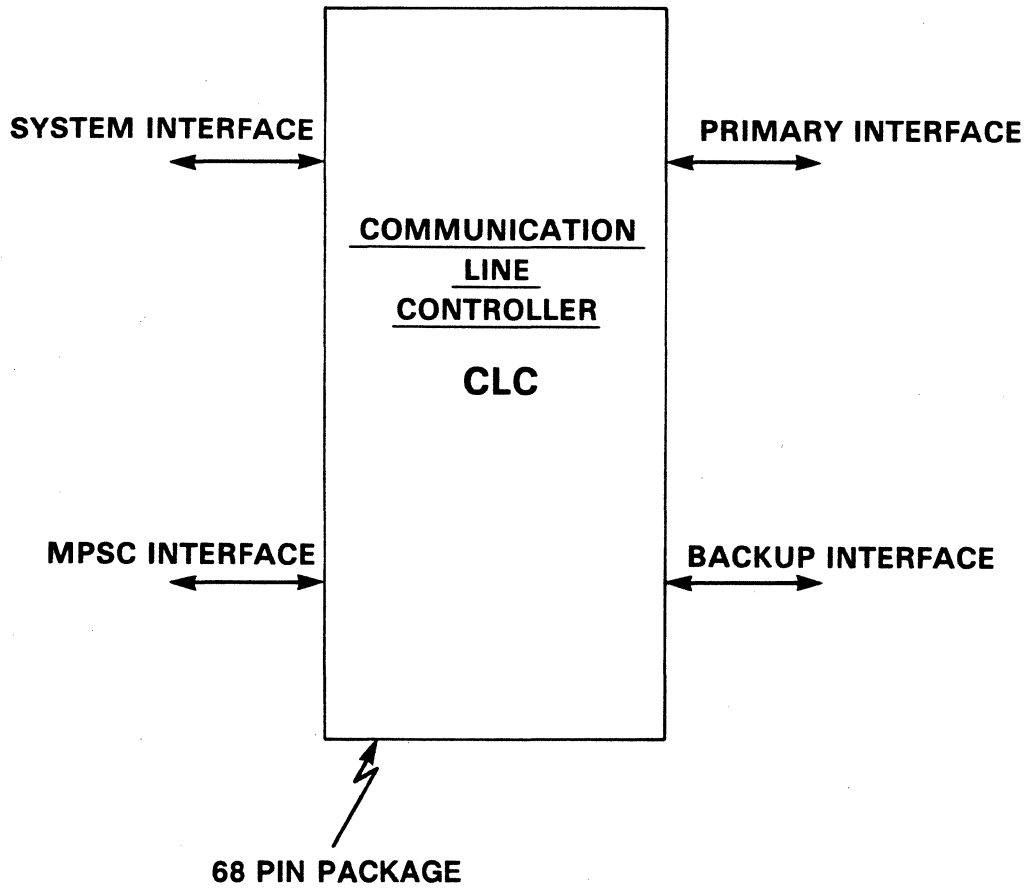 SYSTEM INTERFACE
PRIMARY INTERFACE
COMMUNICATION
LINE
CONTROLLER
CLC
MPSC INTERFACE
BACKUP INTERFACE
68 PIN PACKAGE